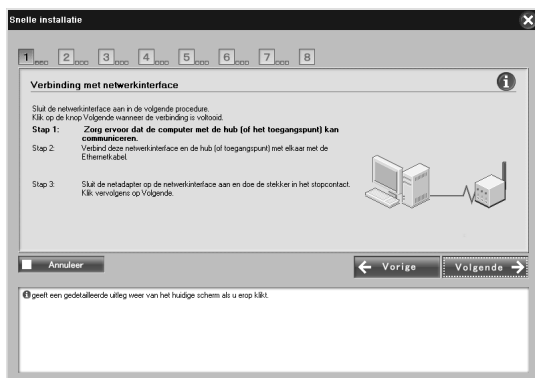 Snelle installatie
1 2 3 4 5 6 7 8
Verbinding met netwerkinterface
Sluit de netwerkinterface aan in de volgende procedure.
Klik op de knop Volgende wanneer de verbinding is voltooid.
Stap 1: Zorg ervoor dat de computer met de hub (of het toegangspunt) kan
communiceren.
Stap 2: Verbind deze netwerkinterface en de hub (of toegangspunt) met elkaar met de
Ethernetkabel.
Stap 3: Sluit de netadapter op de netwerkinterface aan en doe de stekker in het stopcontact.
Klik vervolgens op Volgende.
Annuleer
Vorige
Volgende
geeft een gedetailleerde uitleg weer van het huidige scherm als u erop klikt.